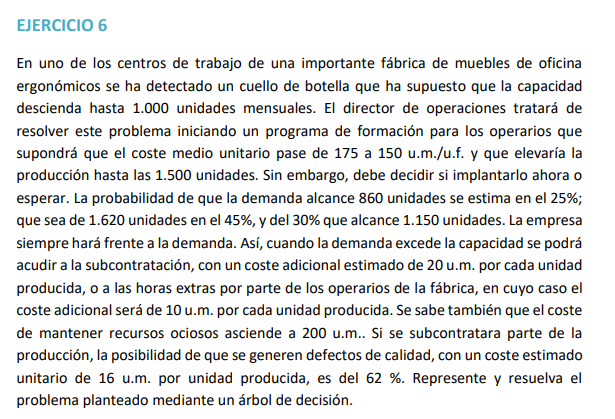 EJERCICIO 6
En uno de los centros de trabajo de una importante fábrica de muebles de oficina
ergonómicos se ha detectado un cuello de botella que ha supuesto que la capacidad
descienda hasta 1.000 unidades mensuales. El director de operaciones tratará de
resolver este problema iniciando un programa de formación para los operarios que
supondrá que el coste medio unitario pase de 175 a 150 u.m./u.f. y que elevaría la
producción hasta las 1.500 unidades. Sin embargo, debe decidir si implantarlo ahora o
esperar. La probabilidad de que la demanda alcance 860 unidades se estima en el 25%;
que sea de 1.620 unidades en el 45%, y del 30% que alcance 1.150 unidades. La empresa
siempre hará frente a la demanda. Así, cuando la demanda excede la capacidad se podrá
acudir a la subcontratación, con un coste adicional estimado de 20 u.m. por cada unidad
producida, o a las horas extras por parte de los operarios de la fábrica, en cuyo caso el
coste adicional será de 10 u.m. por cada unidad producida. Se sabe también que el coste
de mantener recursos ociosos asciende a 200 u.m.. Si se subcontratara parte de la
producción, la posibilidad de que se generen defectos de calidad, con un coste estimado
unitario de 16 u.m. por unidad producida, es del 62 %. Represente y resuelva el
problema planteado mediante un árbol de decisión.